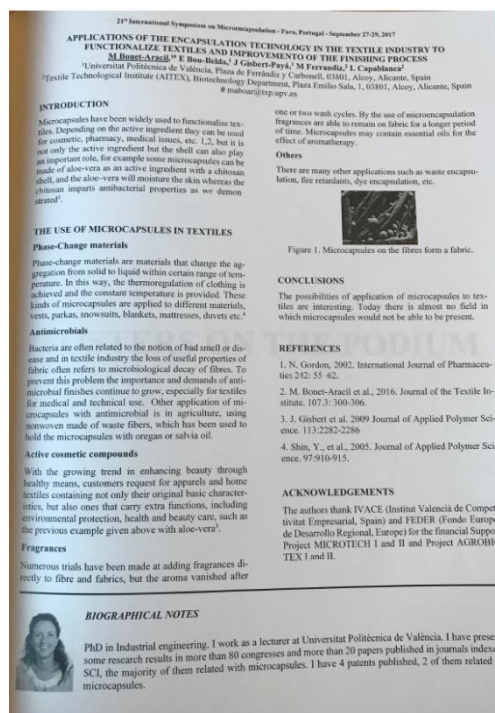 21st International Symposium on Microencapsulation - Faro, Portugal - September 27-29, 2017
APPLICATIONS OF THE ENCAPSULATION TECHNOLOGY IN THE TEXTILE INDUSTRY TO
FUNCTIONALIZE TEXTILES AND IMPROVEMENTO OF THE FINISHING PROCESS
M Bonet-Aracil,1# E Bou-Belda,1 J Gisbert-Payá,1 M Ferrandiz,2 L Capablanca2
1Universitat Politècnica de València, Plaza de Ferrándiz y Carbonell, 03801, Alcoy, Alicante, Spain
2Textile Technological Institute (AITEX), Biotechnology Department, Plaza Emilio Sala, 1, 03801, Alcoy, Alicante, Spain
# maboar@txp.upv.es
INTRODUCTION
Microcapsules have been widely used to functionalise tex-
tiles. Depending on the active ingredient they can be used
for cosmetic, pharmacy, medical issues, etc. 1,2, but it is
not only the active ingredient but the shell can also play
an important role, for example some microcapsules can be
made of aloe-vera as an active ingredient with a chitosan
shell, and the aloe-vera will moisture the skin whereas the
chitosan imparts antibacterial properties as we demon
strated3.
THE USE OF MICROCAPSULES IN TEXTILES
Phase-Change materials
Phase-change materials are materials that change the ag-
gregation from solid to liquid within certain range of tem-
perature. In this way, the thermoregulation of clothing is
achieved and the constant temperature is provided. These
kinds of microcapsules are applied to different materials,
vests, parkas, snowsuits, blankets, mattresses, duvets etc.4
Antimicrobials
Bacteria are often related to the notion of bad smell or dis-
ease and in textile industry the loss of useful properties of
fabric often refers to microbiological decay of fibres. To
prevent this problem the importance and demands of anti-
microbial finishes continue to grow, especially for textiles
for medical and technical use. Other application of mi-
crocapsules with antimicrobial is in agriculture, using
nonwoven made of waste fibers, which has been used to
hold the microcapsules with oregan or salvia oil.
Active cosmetic compounds
With the growing trend in enhancing beauty through
healthy means, customers request for apparels and home
textiles containing not only their original basic character-
istics, but also ones that carry extra functions, including
environmental protection, health and beauty care, such as
the previous example given above with aloe-vera3.
Fragrances
Numerous trials have been made at adding fragrances di-
rectly to fibre and fabrics, but the aroma vanished after
one or two wash cycles. By the use of microencapsulation
fragrances are able to remain on fabric for a longer period
of time. Microcapsules may contain essential oils for the
effect of aromatherapy.
Others
There are many other applications such as waste encapsu-
lation, fire retardants, dye encapsulation, etc.
Figure 1. Microcapsules on the fibres form a fabric.
CONCLUSIONS
The possibilities of application of microcapsules to tex-
tiles are interesting. Today there is almost no field in
which microcapsules would not be able to be present.
REFERENCES
1. N. Gordon, 2002. International Journal of Pharmaceu-
tics 242: 55-62.
2. M. Bonet-Aracil et al., 2016. Journal of the Textile In-
stitute. 107.3: 300-306.
3. J. Gisbert et al. 2009 Journal of Applied Polymer Sci-
ence. 113:2282-2286
4. Shin, Y., et al., 2005. Journal of Applied Polymer Sci-
ence. 97:910-915.
ACKNOWLEDGEMENTS
The authors thank IVACE (Institut Valencià de Compet
tivitat Empresarial, Spain) and FEDER (Fondo Europe
de Desarrollo Regional, Europe) for the financial Suppo
Project MICROTECH I and II and Project AGROBI
TEX I and II.
BIOGRAPHICAL NOTES
PhD in Industrial engineering. I work as a lecturer at Universitat Politècnica de València. I have prese
some research results in more than 80 congresses and more than 20 papers published in journals indexe
SCI, the majority of them related with microcapsules. I have 4 patents published, 2 of them related
microcapsules.